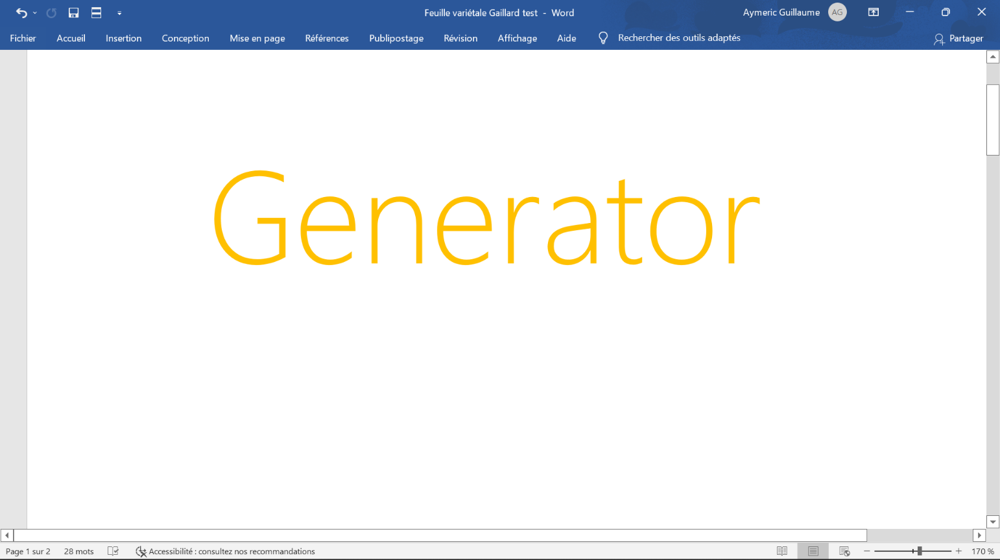 Feuille variétale Gaillard test - Word
Aymeric Guillaume AG
Fichier Accueil Insertion Conception Mise en page Références Publipostage Révision Affichage Aide Rechercher des outils adaptés Partager
Generator
Page 1 sur 2 28 mots Accessibilité : consultez nos recommandations 170 %